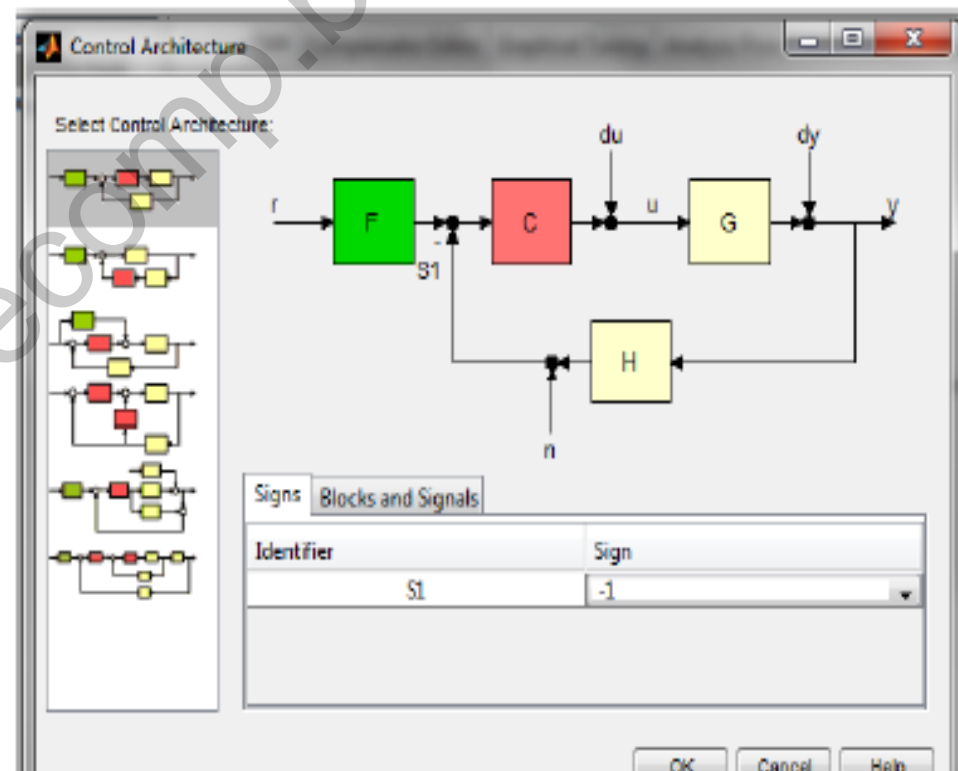 Control Architecture
Select Control Architecture:
du
dy
r
F
C
u
G
y
-
S1
H
n
Signs
Blocks and Signals
Identifier
Sign
S1
-1
OK
Cancel
Help
ecomp.b